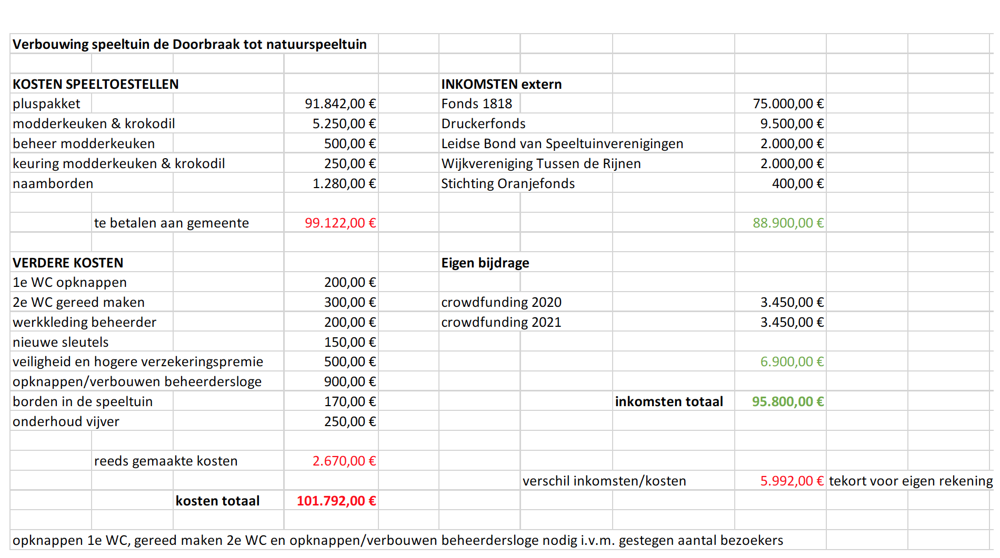 Verbouwing speeltuin de Doorbraak tot natuurspeeltuin
KOSTEN SPEELTOESTELLEN INKOMSTEN extern
pluspakket 91.842,00 € Fonds 1818 75.000,00 €
modderkeuken & krokodil 5.250,00 € Druckerfonds 9.500,00 €
beheer modderkeuken 500,00 € Leidse Bond van Speeltuinverenigingen 2.000,00 €
keuring modderkeuken & krokodil 250,00 € Wijkvereniging Tussen de Rijnen 2.000,00 €
naamborden 1.280,00 € Stichting Oranjefonds 400,00 €
te betalen aan gemeente 99.122,00 € 88.900,00 €
VERDERE KOSTEN Eigen bijdrage
1e WC opknappen 200,00 €
2e WC gereed maken 300,00 € crowdfunding 2020 3.450,00 €
werkkleding beheerder 200,00 € crowdfunding 2021 3.450,00 €
nieuwe sleutels 150,00 €
veiligheid en hogere verzekeringspremie 500,00 € 6.900,00 €
opknappen/verbouwen beheerdersloge 900,00 €
borden in de speeltuin 170,00 € inkomsten totaal 95.800,00 €
onderhoud vijver 250,00 €
reeds gemaakte kosten 2.670,00 €
verschil inkomsten/kosten 5.992,00 € tekort voor eigen rekening
kosten totaal 101.792,00 €
opknappen 1e WC, gereed maken 2e WC en opknappen/verbouwen beheerdersloge nodig i.v.m. gestegen aantal bezoekers